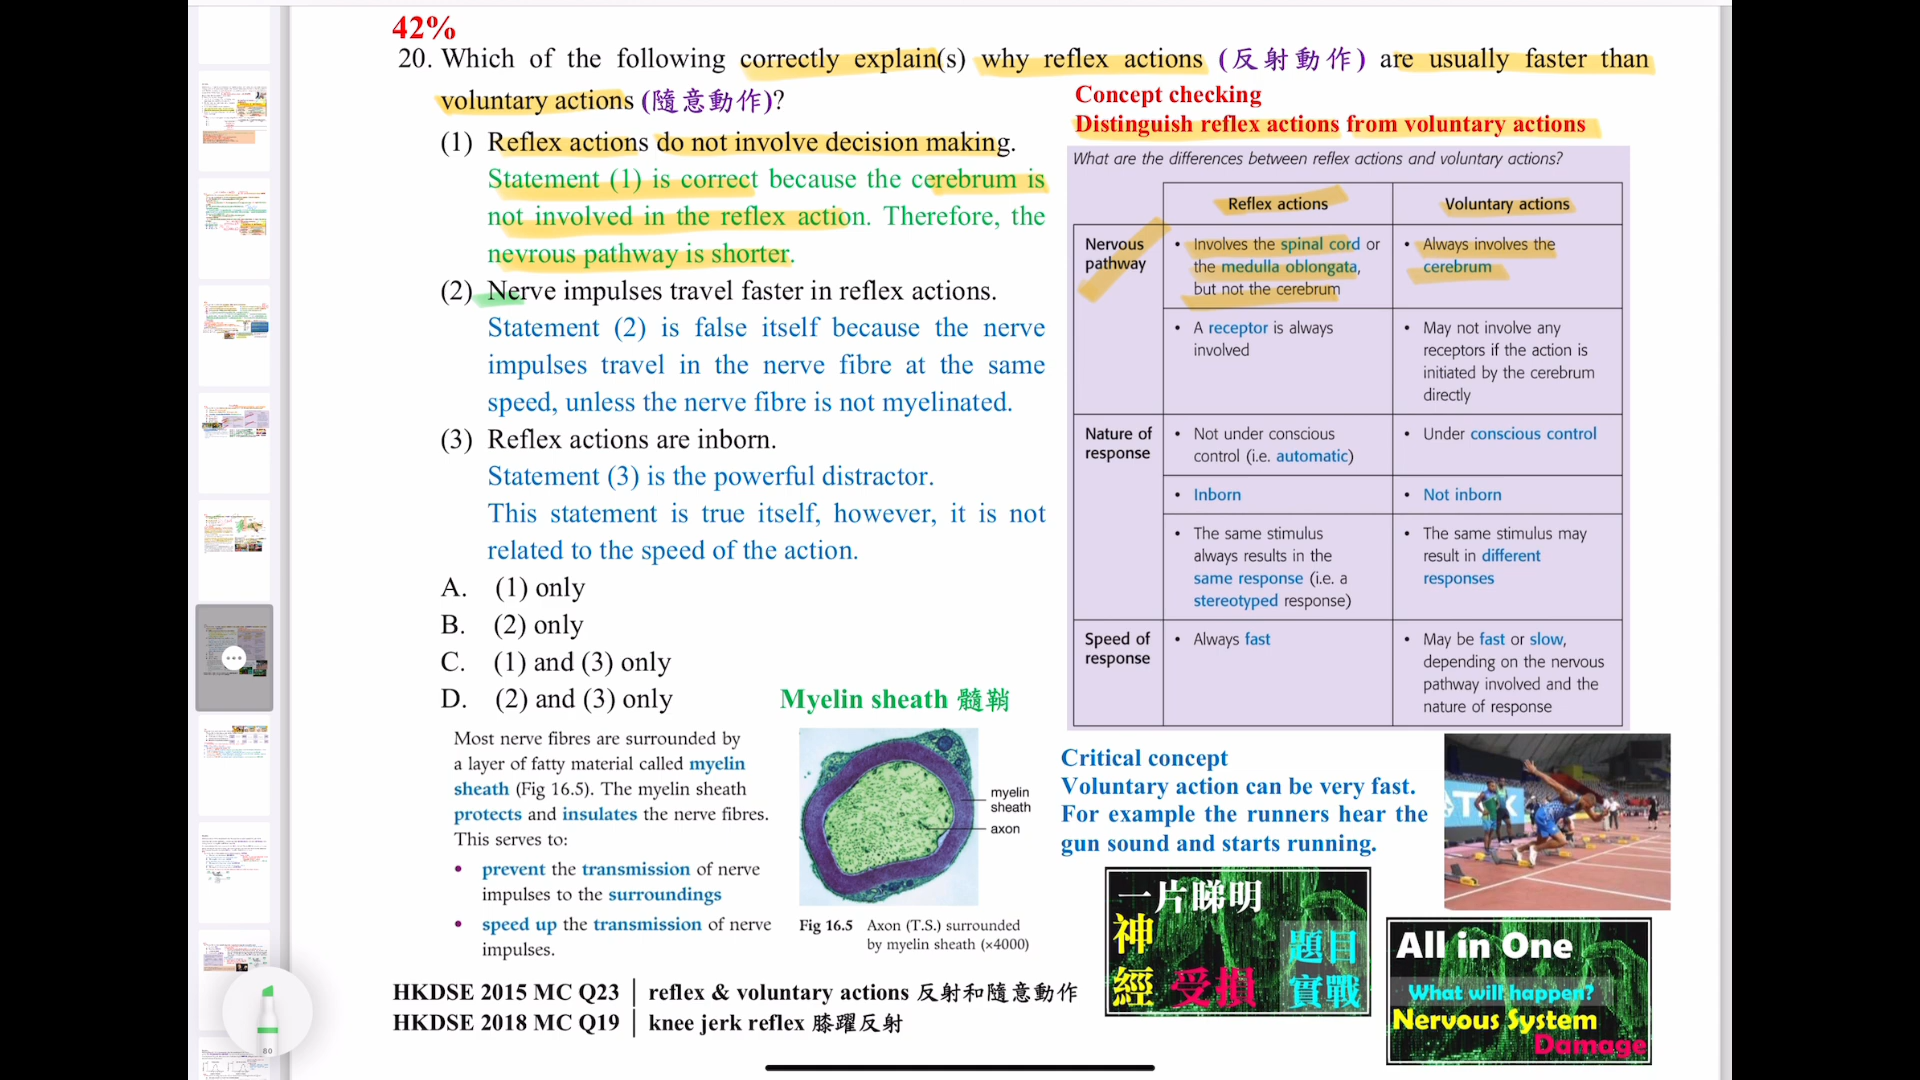 42%
20. Which of the following correctly explain(s) why reflex actions (反射動作) are usually faster than
voluntary actions (隨意動作)?
(1) Reflex actions do not involve decision making.
Statement (1) is correct because the cerebrum is
not involved in the reflex action. Therefore, the
nevrous pathway is shorter.
(2) Nerve impulses travel faster in reflex actions.
Statement (2) is false itself because the nerve
impulses travel in the nerve fibre at the same
speed, unless the nerve fibre is not myelinated.
(3) Reflex actions are inborn.
Statement (3) is the powerful distractor.
This statement is true itself, however, it is not
related to the speed of the action.
A. (1) only
B. (2) only
C. (1) and (3) only
D. (2) and (3) only
Concept checking
Distinguish reflex actions from voluntary actions
What are the differences between reflex actions and voluntary actions?
Reflex actions
Voluntary actions
Nervous
pathway
• Involves the spinal cord or
the medulla oblongata,
but not the cerebrum
• Always involves the
cerebrum
• A receptor is always
involved
• May not involve any
receptors if the action is
initiated by the cerebrum
directly
Nature of
response
• Not under conscious
control (i.e. automatic)
• Under conscious control
• Inborn
• Not inborn
• The same stimulus
always results in the
same response (i.e. a
stereotyped response)
• The same stimulus may
result in different
responses
Speed of
response
• Always fast
• May be fast or slow,
depending on the nervous
pathway involved and the
nature of response
Myelin sheath 髓鞘
Most nerve fibres are surrounded by
a layer of fatty material called myelin
sheath (Fig 16.5). The myelin sheath
protects and insulates the nerve fibres.
This serves to:
• prevent the transmission of nerve
impulses to the surroundings
• speed up the transmission of nerve
impulses.
myelin
sheath
axon
Fig 16.5 Axon (T.S.) surrounded
by myelin sheath (×4000)
Critical concept
Voluntary action can be very fast.
For example the runners hear the
gun sound and starts running.
一片睇明
神
經
受損
題目
實戰
All in One
What will happen?
Nervous System
Damage
HKDSE 2015 MC Q23 | reflex & voluntary actions 反射和隨意動作
HKDSE 2018 MC Q19 | knee jerk reflex 膝躍反射
80